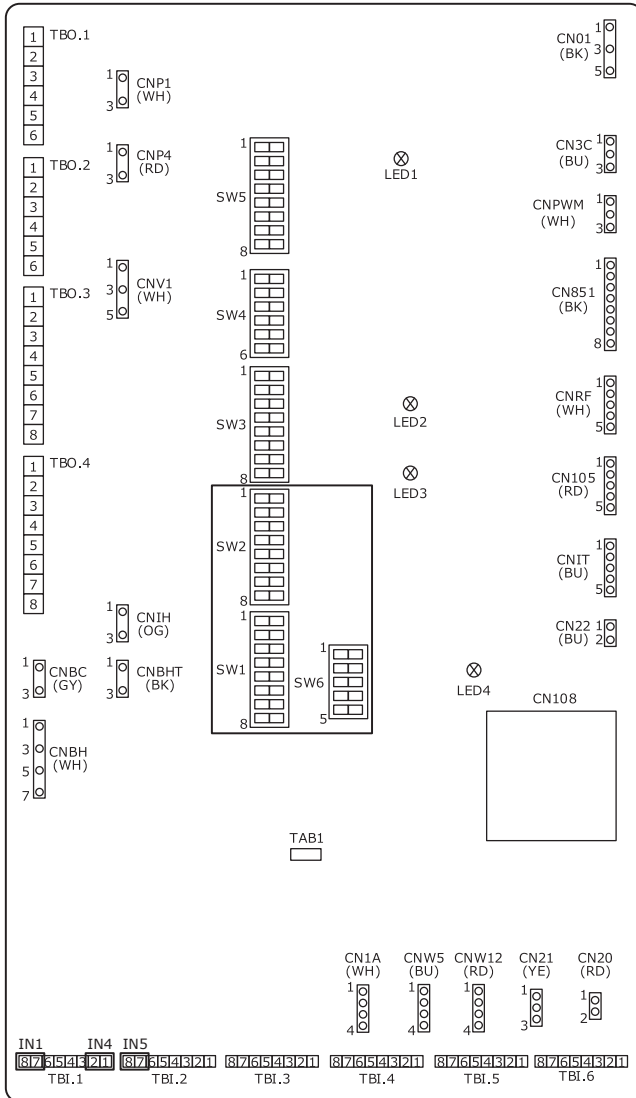 1 TBO.1
2
3
4
5
6
1 CNP1
3 (WH)
1 CN01
3 (BK)
5
1 TBO.2
2
3
4
5
6
1 CNP4
3 (RD)
1
SW5
8
LED1
1 CN3C
3 (BU)
1 CNPWM
3 (WH)
1 TBO.3
2
3
4
5
6
7
8
1 CNV1
3 (WH)
5
1
SW4
6
1 CN851
(BK)
8
1
SW3
8
LED2
1 CNRF
(WH)
5
1 TBO.4
2
3
4
5
6
7
8
LED3
1 CN105
(RD)
5
1
SW2
8
1 CNIT
(BU)
5
1 CNIH
3 (OG)
1
SW1
8
1
SW6
5
1 CN22
2 (BU)
1 CNBC
3 (GY)
1 CNBHT
3 (BK)
LED4
CN108
1
3 CNBH
5 (WH)
7
TAB1
CN1A
(WH)
1
4
CNW5
(BU)
1
4
CNW12
(RD)
1
4
CN21
(YE)
1
3
CN20
(RD)
1
2
IN1 IN4 IN5
87654321 87654321 87654321 87654321 87654321 87654321
TBI.1 TBI.2 TBI.3 TBI.4 TBI.5 TBI.6